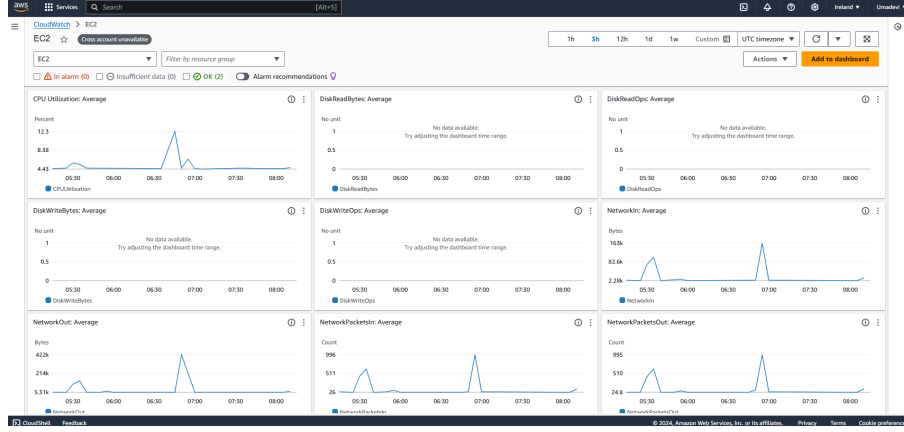 aws Services Search [Alt+S] Ireland Umadevi
CloudWatch > EC2
EC2 Cross account unavailable 1h 3h 12h 1d 1w Custom UTC timezone
EC2 Filter by resource group Actions Add to dashboard
In alarm (0) Insufficient data (0) OK (2) Alarm recommendations
CPU Utilization: Average
Percent
12.3
8.38
4.43
05:30 06:00 06:30 07:00 07:30 08:00
CPUUtilization
DiskReadBytes: Average
No unit
No data available.
Try adjusting the dashboard time range.
1
0.5
0
05:30 06:00 06:30 07:00 07:30 08:00
DiskReadBytes
DiskReadOps: Average
No unit
No data available.
Try adjusting the dashboard time range.
1
0.5
0
05:30 06:00 06:30 07:00 07:30 08:00
DiskReadOps
DiskWriteBytes: Average
No unit
No data available.
Try adjusting the dashboard time range.
1
0.5
0
05:30 06:00 06:30 07:00 07:30 08:00
DiskWriteBytes
DiskWriteOps: Average
No unit
No data available.
Try adjusting the dashboard time range.
1
0.5
0
05:30 06:00 06:30 07:00 07:30 08:00
DiskWriteOps
NetworkIn: Average
Bytes
163k
82.6k
2.28k
05:30 06:00 06:30 07:00 07:30 08:00
NetworkIn
NetworkOut: Average
Bytes
422k
214k
5.31k
05:30 06:00 06:30 07:00 07:30 08:00
NetworkOut
NetworkPacketsIn: Average
Count
996
511
26
05:30 06:00 06:30 07:00 07:30 08:00
NetworkPacketsIn
NetworkPacketsOut: Average
Count
995
510
24.8
05:30 06:00 06:30 07:00 07:30 08:00
NetworkPacketsOut
CloudShell Feedback © 2024, Amazon Web Services, Inc. or its affiliates. Privacy Terms Cookie preference